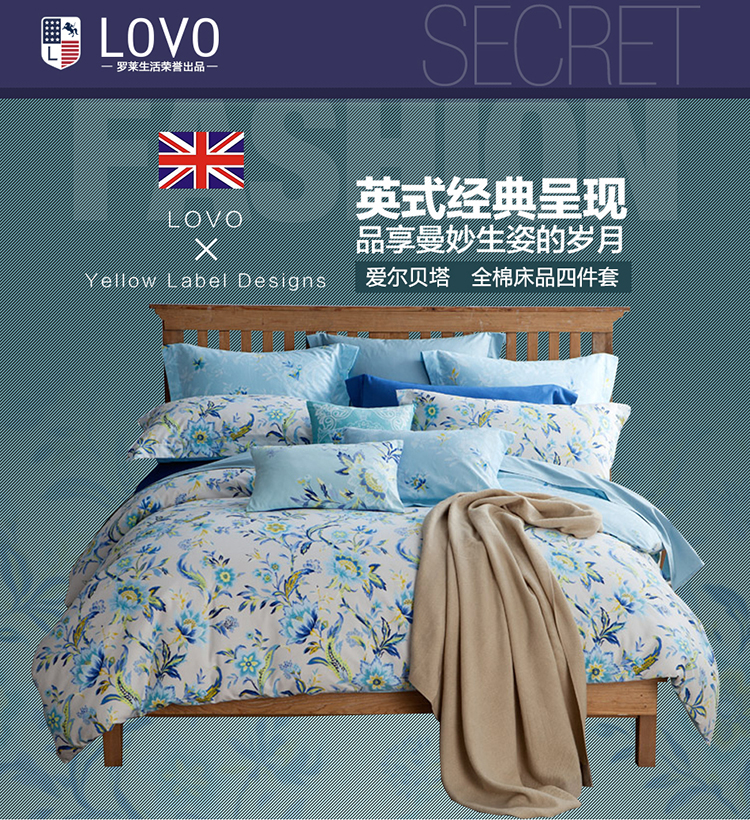 LOVO
罗莱生活荣誉出品
SECRET
FASHION
L
LOVO
×
Yellow Label Designs
英式经典呈现
品享曼妙生姿的岁月
爱尔贝塔 全棉床品四件套